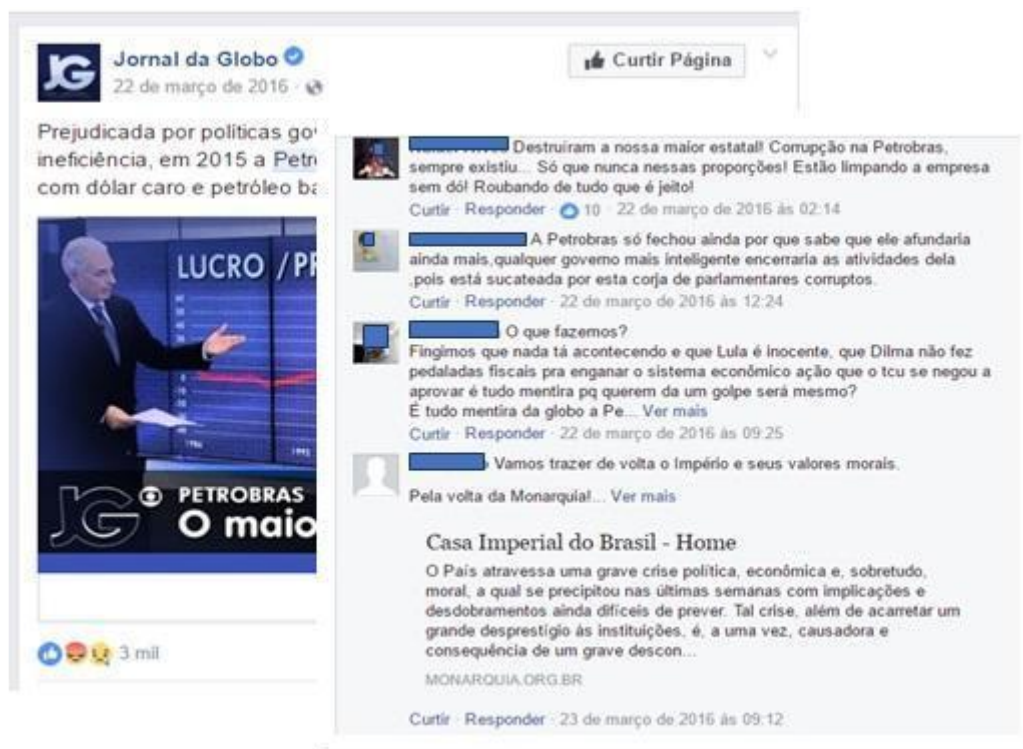 JG Jornal da Globo
Curtir Página
22 de março de 2016
Prejudicada por políticas
ineficiência, em 2015 a
com dólar caro e petróleo
LUCRO /
1986
1992
JG PETROBRAS
O maio
3 mil
Destruíram a nossa maior estatal! Corrupção na Petrobras,
sempre existiu... Só que nunca nessas proporções! Estão limpando a empresa
sem dó! Roubando de tudo que é jeito!
Curtir · Responder · 10 · 22 de março de 2016 às 02:14
A Petrobras só fechou ainda por que sabe que ele afundaria
ainda mais,qualquer governo mais inteligente encerraria as atividades dela
,pois está sucateada por esta corja de parlamentares corruptos.
Curtir · Responder · 22 de março de 2016 às 12:24
O que fazemos?
Fingimos que nada tá acontecendo e que Lula é inocente, que Dilma não fez
pedaladas fiscais pra enganar o sistema econômico ação que o tcu se negou a
aprovar é tudo mentira pq querem da um golpe será mesmo?
É tudo mentira da globo a Pe... Ver mais
Curtir · Responder · 22 de março de 2016 às 09:25
Vamos trazer de volta o Império e seus valores morais.
Pela volta da Monarquia!... Ver mais
Casa Imperial do Brasil - Home
O País atravessa uma grave crise política, econômica e, sobretudo,
moral, a qual se precipitou nas últimas semanas com implicações e
desdobramentos ainda difíceis de prever. Tal crise, além de acarretar um
grande desprestígio às instituições, é, a uma vez, causadora e
consequência de um grave descon...
MONARQUIA.ORG.BR
Curtir · Responder · 23 de março de 2016 às 09:12